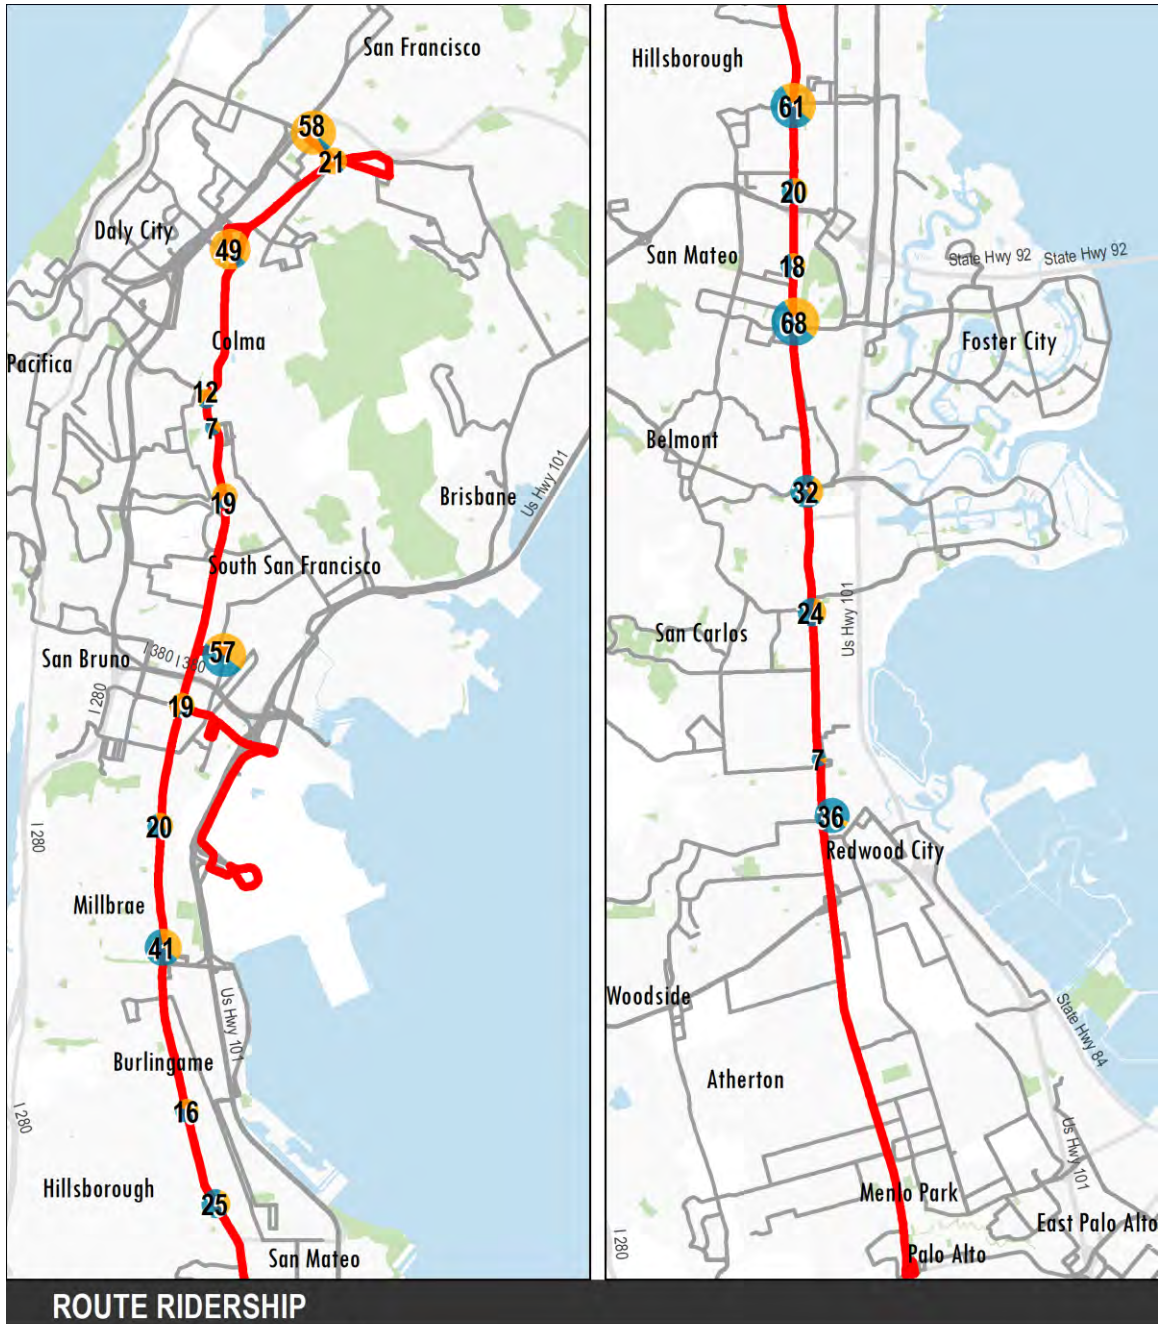 San Francisco
58
21
Daly City
49
Colma
Pacifica
12
7
Brisbane
Us Hwy 101
19
South San Francisco
57
San Bruno
I 380 I 380
I 280
19
20
I 280
Millbrae
41
Us Hwy 101
Burlingame
16
I 280
Hillsborough
25
San Mateo
Hillsborough
61
20
San Mateo
State Hwy 92
State Hwy 92
18
68
Foster City
Belmont
32
24
San Carlos
Us Hwy 101
7
36
Redwood City
Woodside
State Hwy 84
Atherton
Us Hwy 101
Menlo Park
East Palo Alto
I 280
Palo Alto
ROUTE RIDERSHIP